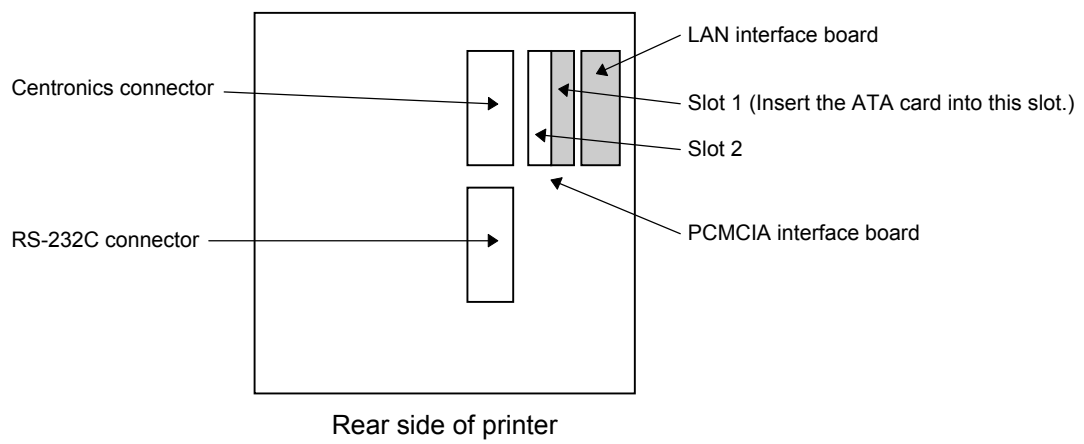 LAN interface board
Centronics connector
Slot 1 (Insert the ATA card into this slot.)
Slot 2
RS-232C connector
PCMCIA interface board
Rear side of printer